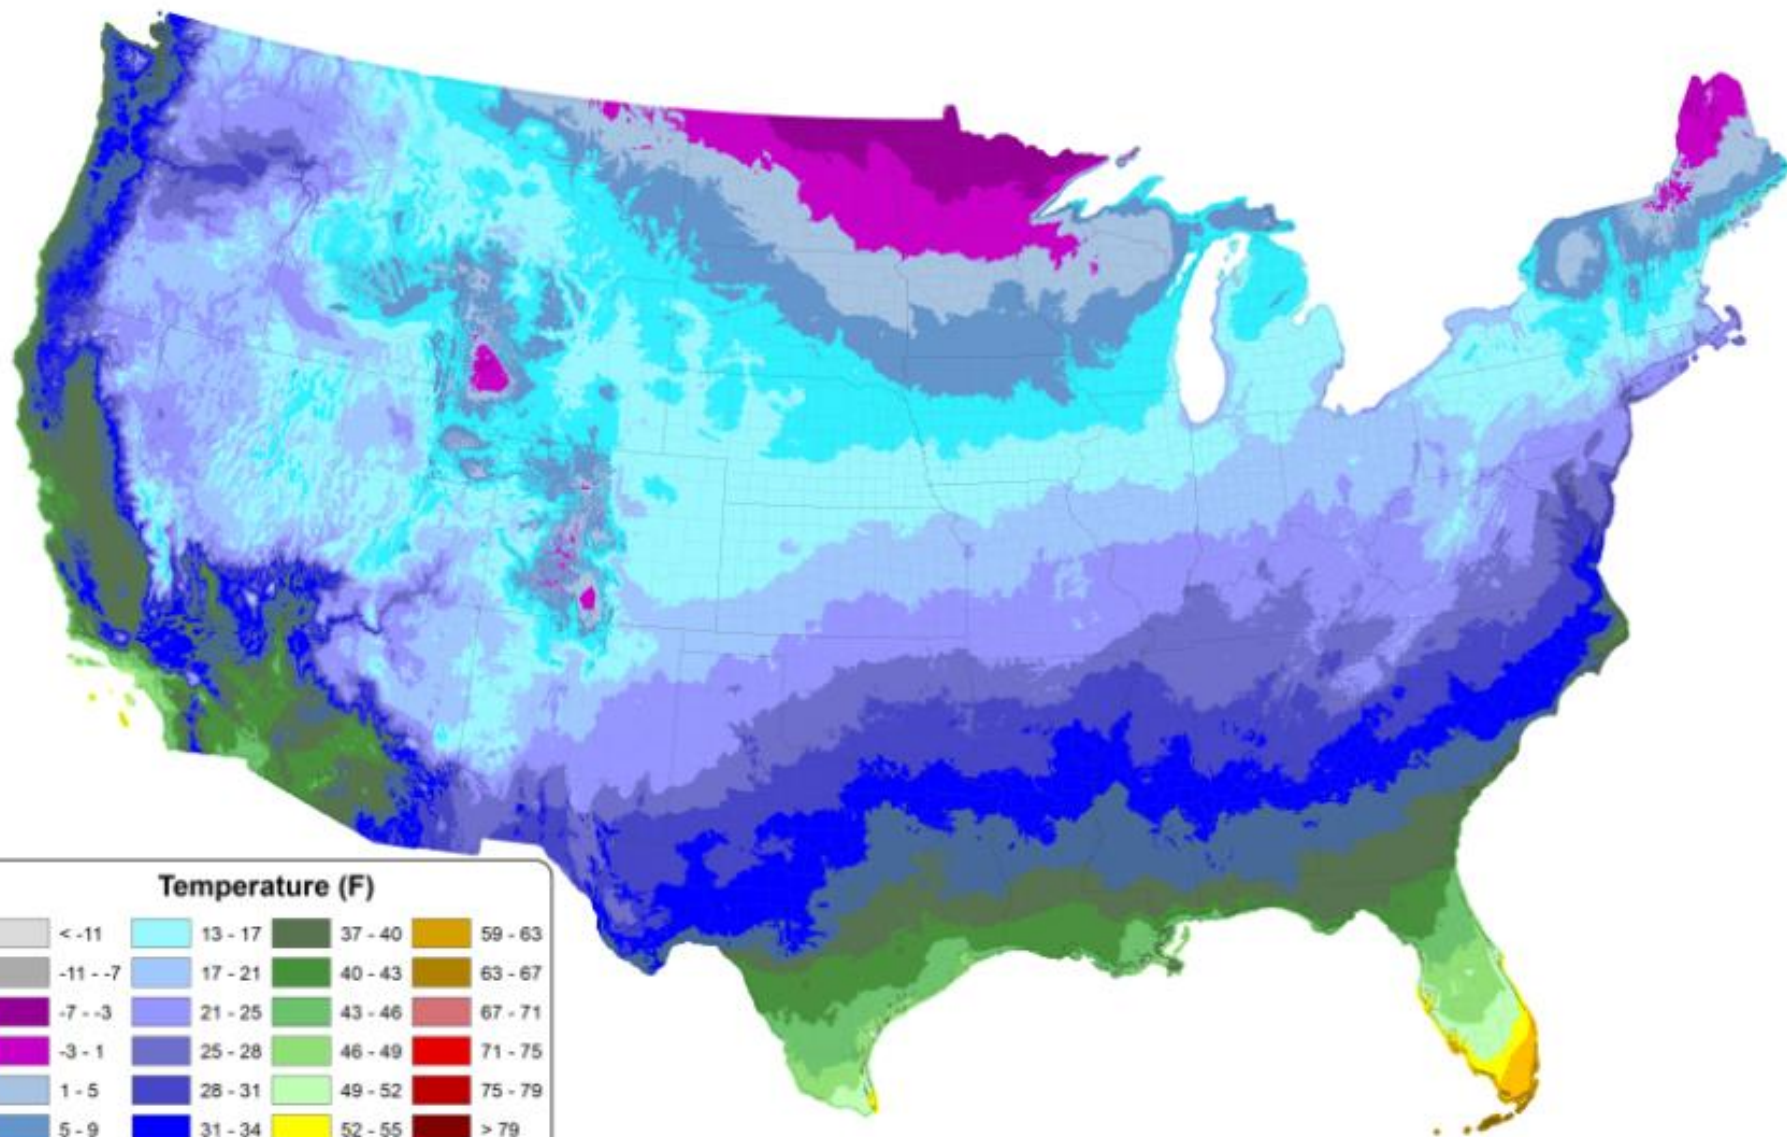 Temperature (F)
< -11 13 - 17 37 - 40 59 - 63
-11 - -7 17 - 21 40 - 43 63 - 67
-7 - -3 21 - 25 43 - 46 67 - 71
-3 - 1 25 - 28 46 - 49 71 - 75
1 - 5 28 - 31 49 - 52 75 - 79
5 - 9 31 - 34 52 - 55 > 79